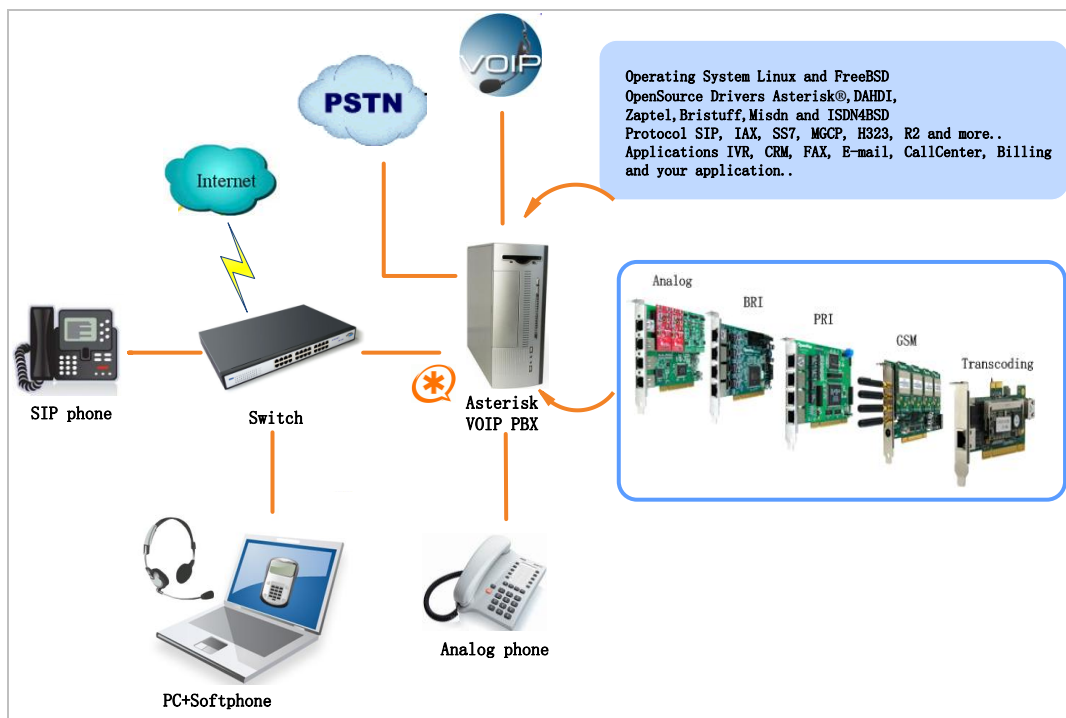 VOIP
PSTN
Operating System Linux and FreeBSD
OpenSource Drivers Asterisk®,DAHDI,
Zaptel,Bristuff,Misdn and ISDN4BSD
Protocol SIP, IAX, SS7, MGCP, H323, R2 and more..
Applications IVR, CRM, FAX, E-mail, CallCenter, Billing
and your application..
Internet
Analog
BRI
PRI
GSM
Transcoding
SIP phone
Switch
Asterisk
VOIP PBX
Analog phone
PC+Softphone